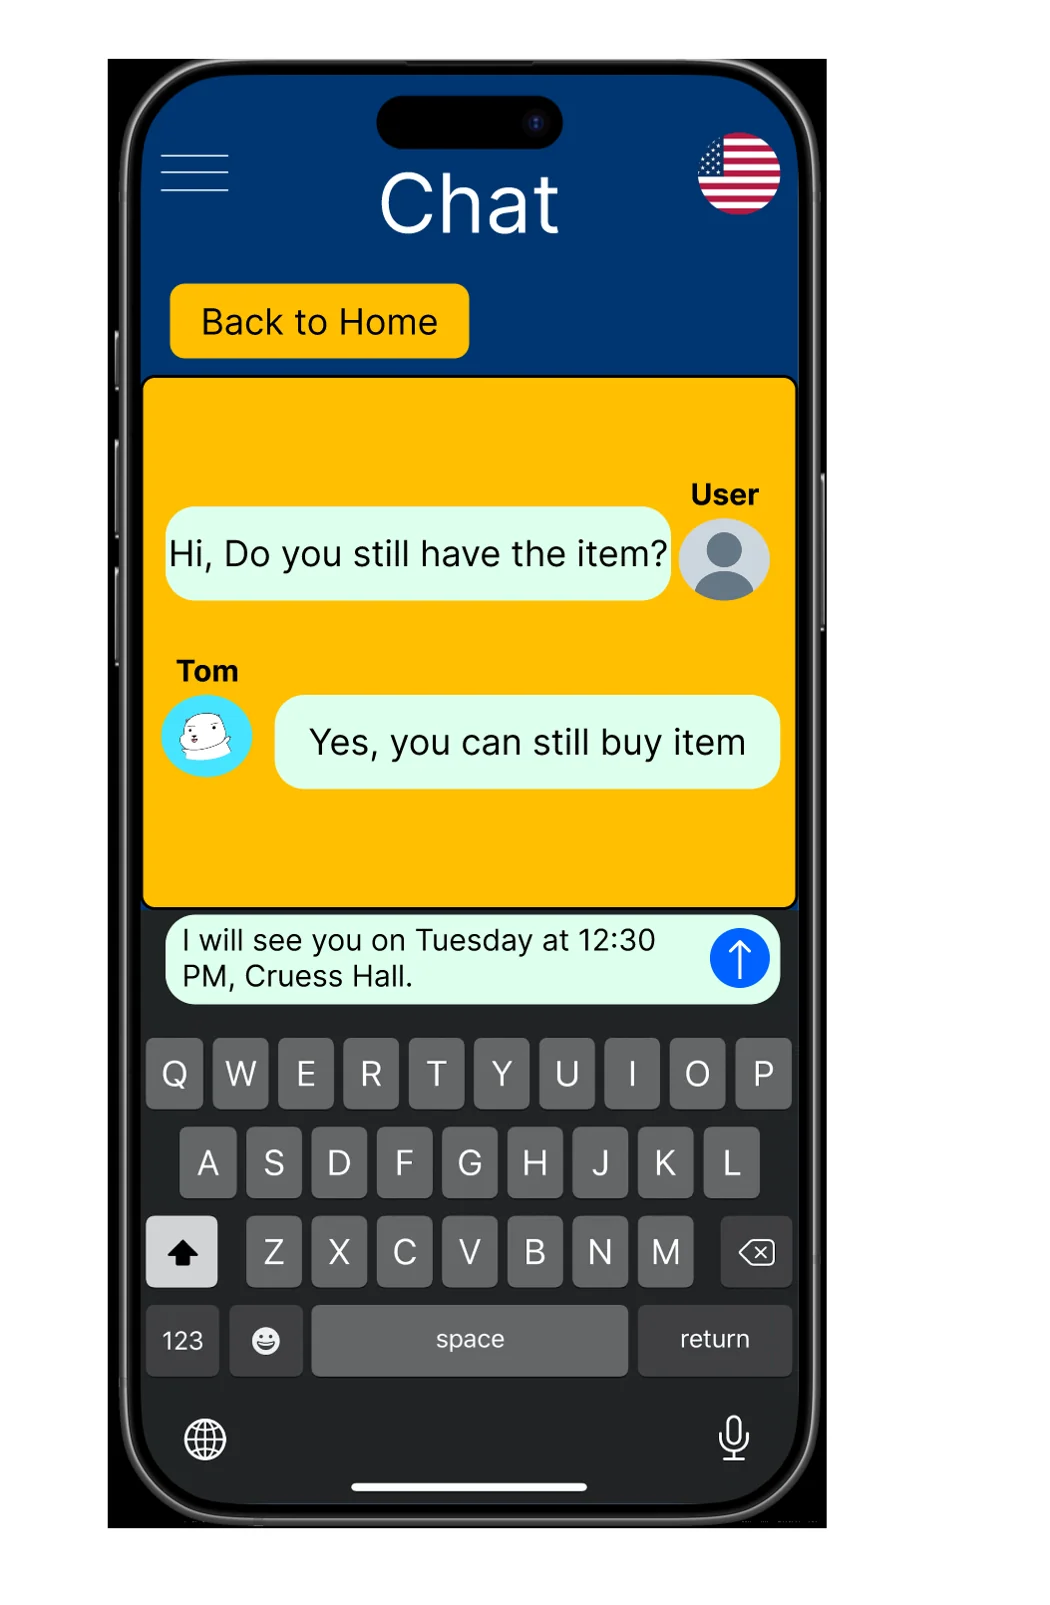 Chat
Back to Home
User
Hi, Do you still have the item?
Tom
Yes, you can still buy item
I will see you on Tuesday at 12:30
PM, Cruess Hall.
Q W E R T Y U I O P
A S D F G H J K L
Z X C V B N M
123 space return